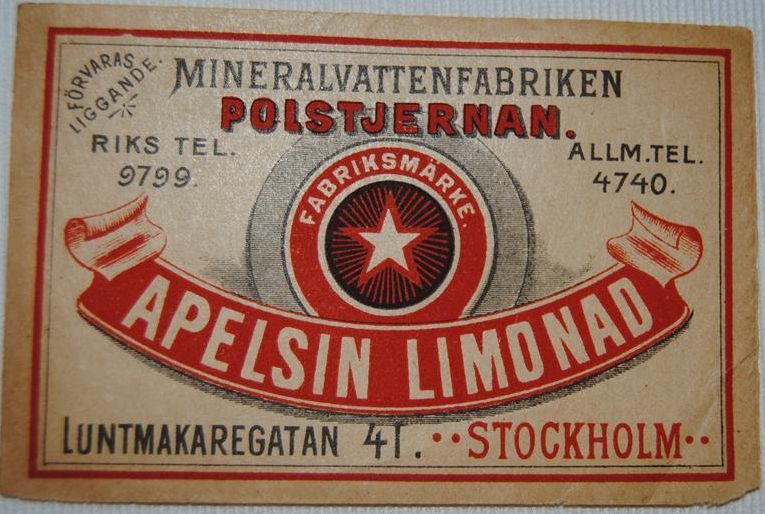 FÖRVARAS
LIGGANDE.
MINERALVATTENFABRIKEN
POLSTJERNAN.
RIKS TEL.
9799.
ALLM.TEL.
4740.
FABRIKSMÄRKE.
APELSIN LIMONAD
LUNTMAKAREGATAN 41. ··STOCKHOLM··